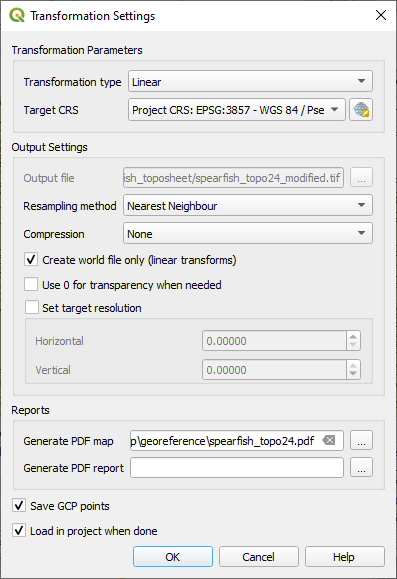 Transformation Settings
Transformation Parameters
Transformation type Linear
Target CRS Project CRS: EPSG:3857 - WGS 84 / Pse
Output Settings
Output file ish_toposheet/spearfish_topo24_modified.tif ...
Resampling method Nearest Neighbour
Compression None
Create world file only (linear transforms)
Use 0 for transparency when needed
Set target resolution
Horizontal 0.00000
Vertical 0.00000
Reports
Generate PDF map p\georeference\spearfish_topo24.pdf ...
Generate PDF report ...
Save GCP points
Load in project when done
OK Cancel Help